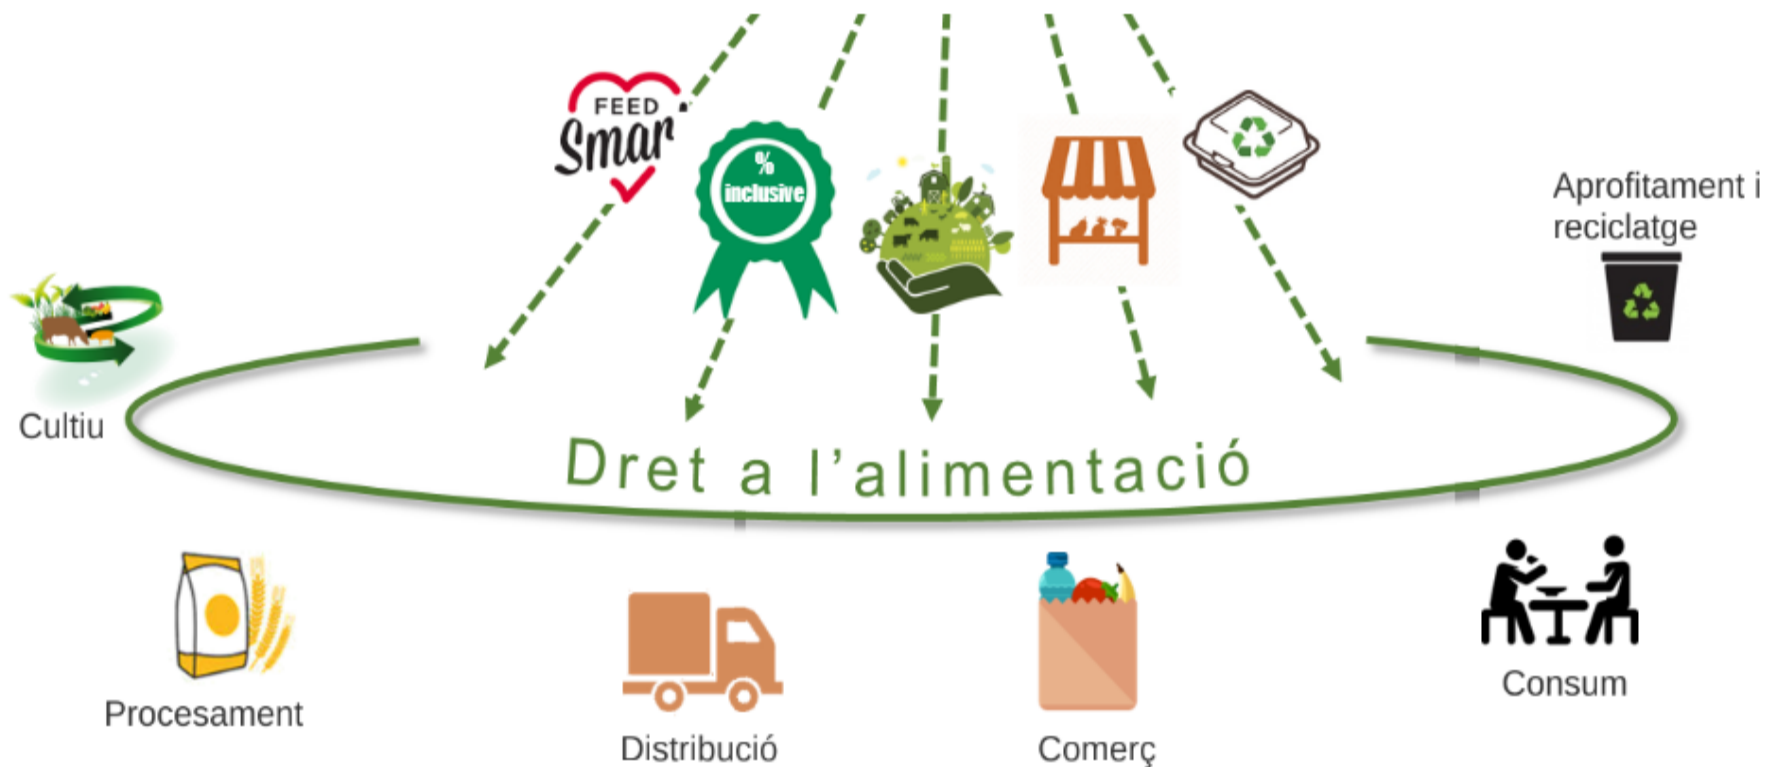 FEED
Smar
%
inclusive
Aprofitament i
reciclatge
Cultiu
Dret a l’alimentació
Procesament
Distribució
Comerç
Consum